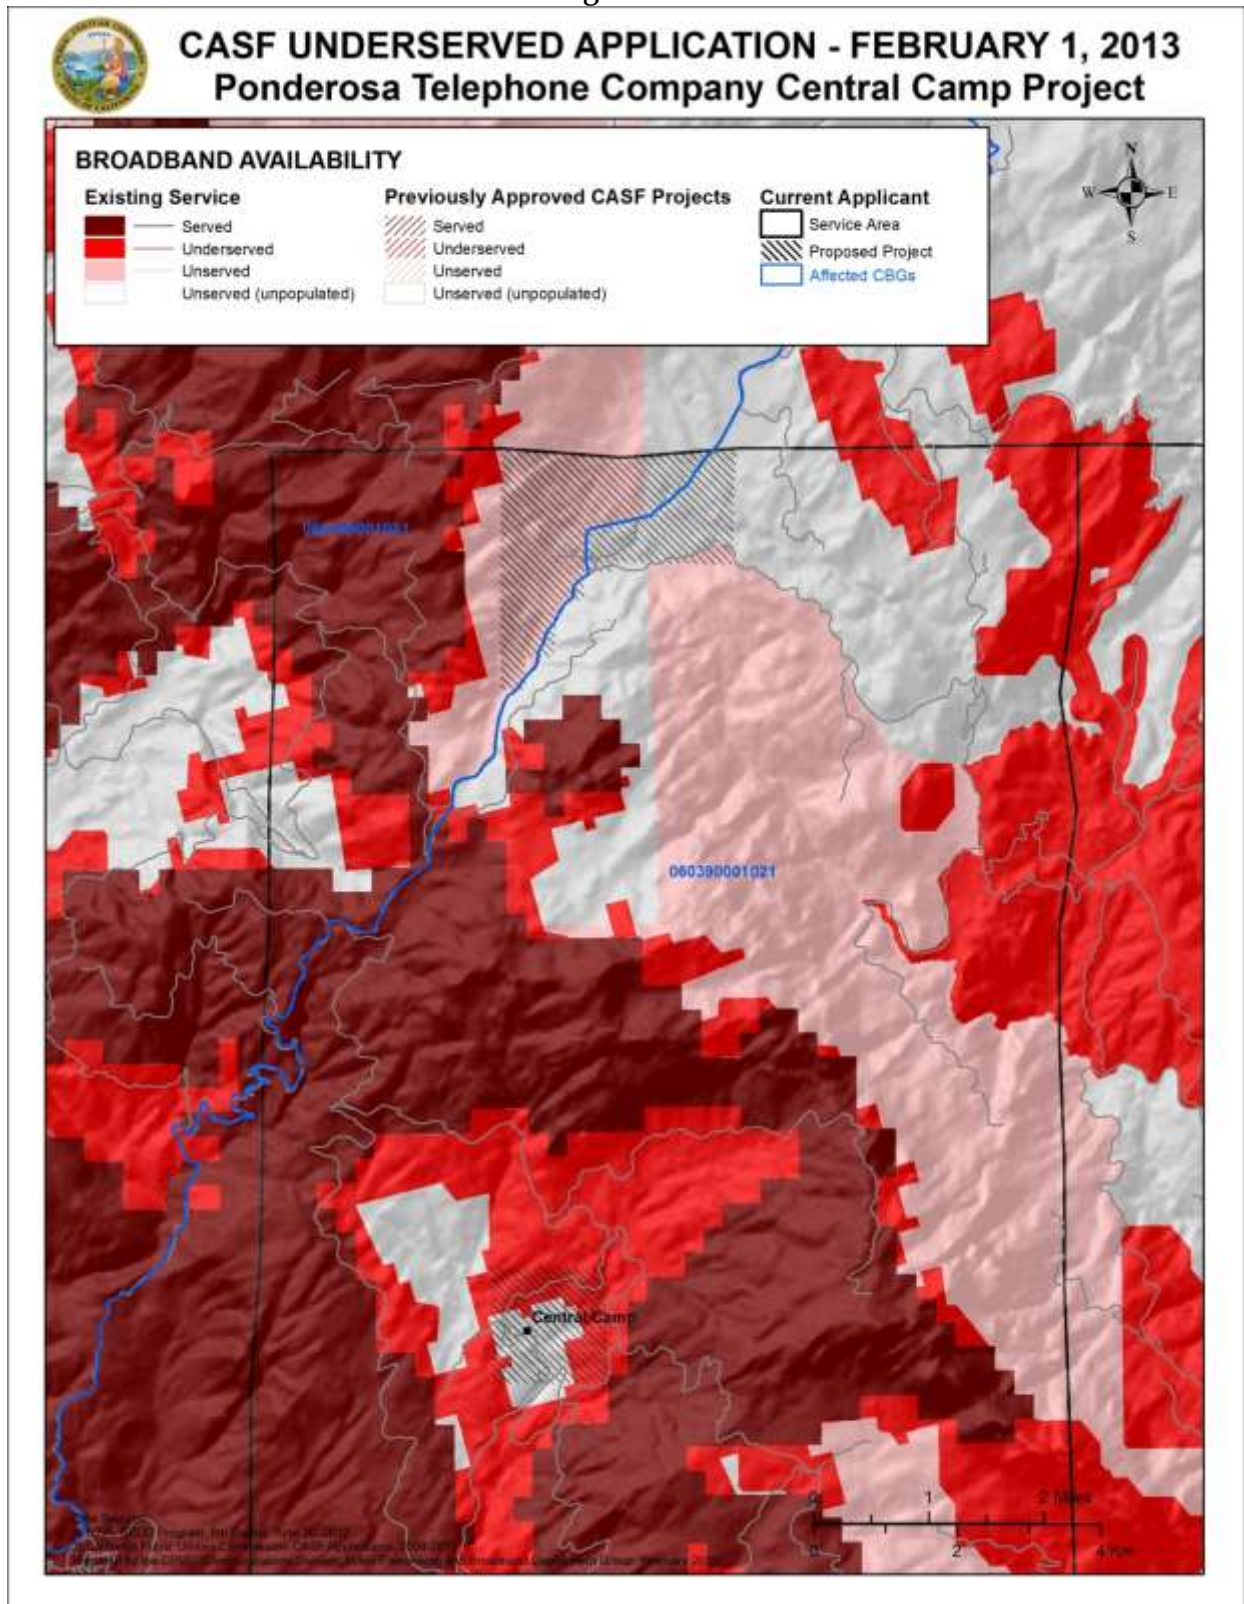 CASF UNDERSERVED APPLICATION - FEBRUARY 1, 2013
Ponderosa Telephone Company Central Camp Project
BROADBAND AVAILABILITY
Existing Service
Served
Underserved
Unserved
Unserved (unpopulated)
Previously Approved CASF Projects
Served
Underserved
Unserved
Unserved (unpopulated)
Current Applicant
Service Area
Proposed Project
Affected CBGs
N
W E
S
060390001021
Central Camp
0 1 2 Miles
0 2 4 Km